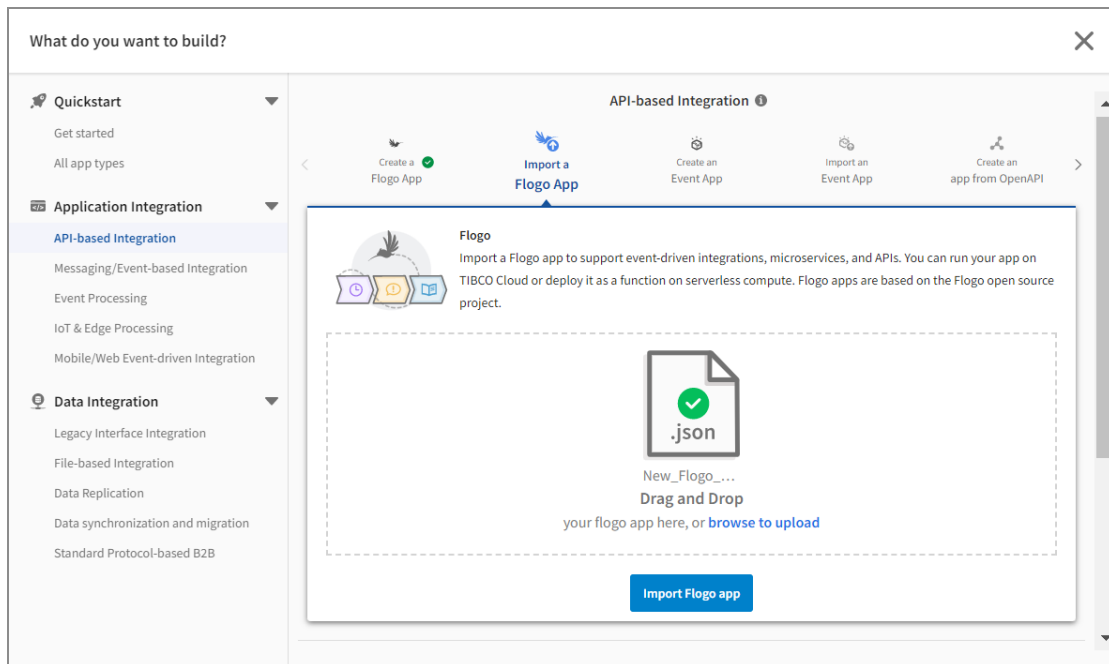 What do you want to build?
Quickstart
Get started
All app types
Application Integration
API-based Integration
Messaging/Event-based Integration
Event Processing
IoT & Edge Processing
Mobile/Web Event-driven Integration
Data Integration
Legacy Interface Integration
File-based Integration
Data Replication
Data synchronization and migration
Standard Protocol-based B2B
API-based Integration
Create a
Flogo App
Import a
Flogo App
Create an
Event App
Import an
Event App
Create an
app from OpenAPI
Flogo
Import a Flogo app to support event-driven integrations, microservices, and APIs. You can run your app on
TIBCO Cloud or deploy it as a function on serverless compute. Flogo apps are based on the Flogo open source
project.
.json
New_Flogo_...
Drag and Drop
your flogo app here, or browse to upload
Import Flogo app